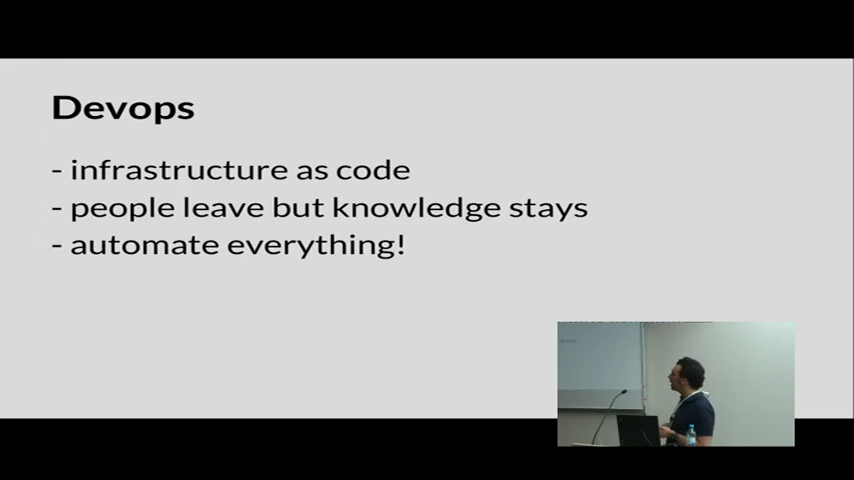 Devops
- infrastructure as code
- people leave but knowledge stays
- automate everything!